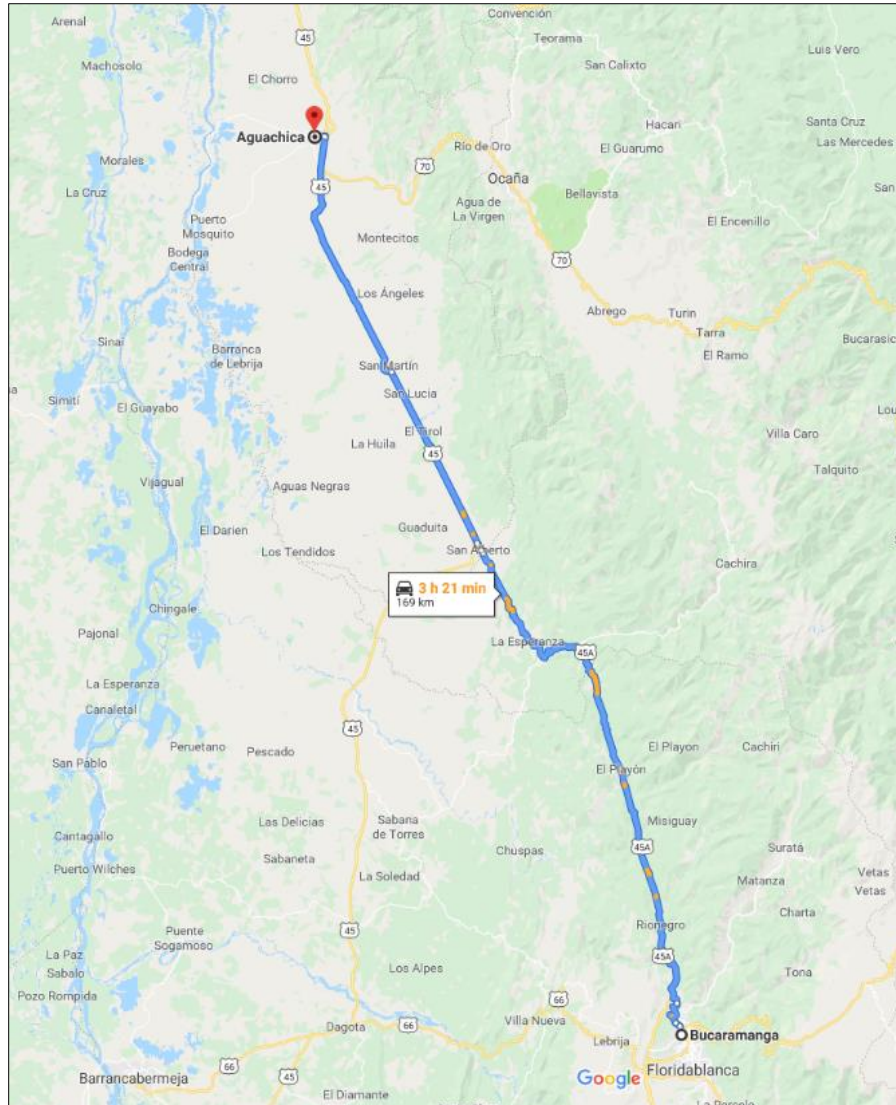 Convención
Arenal
45
Teorama
Luis Vero
Machosolo
San Calixto
El Chorro
Santa Cruz
Hacari
Aguachica
Las Mercedes
Río de Oro
El Guarumo
Morales
70
Ocaña
La Cruz
45
Bellavista
San
Agua de
La Virgen
Puerto
Mosquito
El Encenillo
Montecitos
Bodega
Central
70
Los Ángeles
Abrego
Turin
Tarra
Sinaí
Barranca
de Lebrija
Bucarasic
El Ramo
San Martín
Simití
San Lucia
El Guayabo
Lou
El Tirol
Villa Caro
La Huila
45
Talquito
Vijagual
Aguas Negras
El Darien
Guaduita
Los Tendidos
San Alberto
Cachira
3 h 21 min
169 km
Chingale
Pajonal
La Esperanza
45A
La Esperanza
Canaletal
45
Peruetano
Pescado
El Playon
Cachiri
San Pablo
El Playón
Las Delicias
Sabana
de Torres
Misiguay
Cantagallo
45A
Suratá
Sabaneta
Chuspas
Puerto Wilches
La Soledad
Vetas
Matanza
Vetas
Charta
Puente
Sogamoso
Rionegro
45
La Paz
45A
Sabalo
Los Alpes
Tona
Pozo Rompida
66
Villa Nueva
Dagota
66
Bucaramanga
Lebrija
66
45
Google
Floridablanca
Barrancabermeja
El Diamante